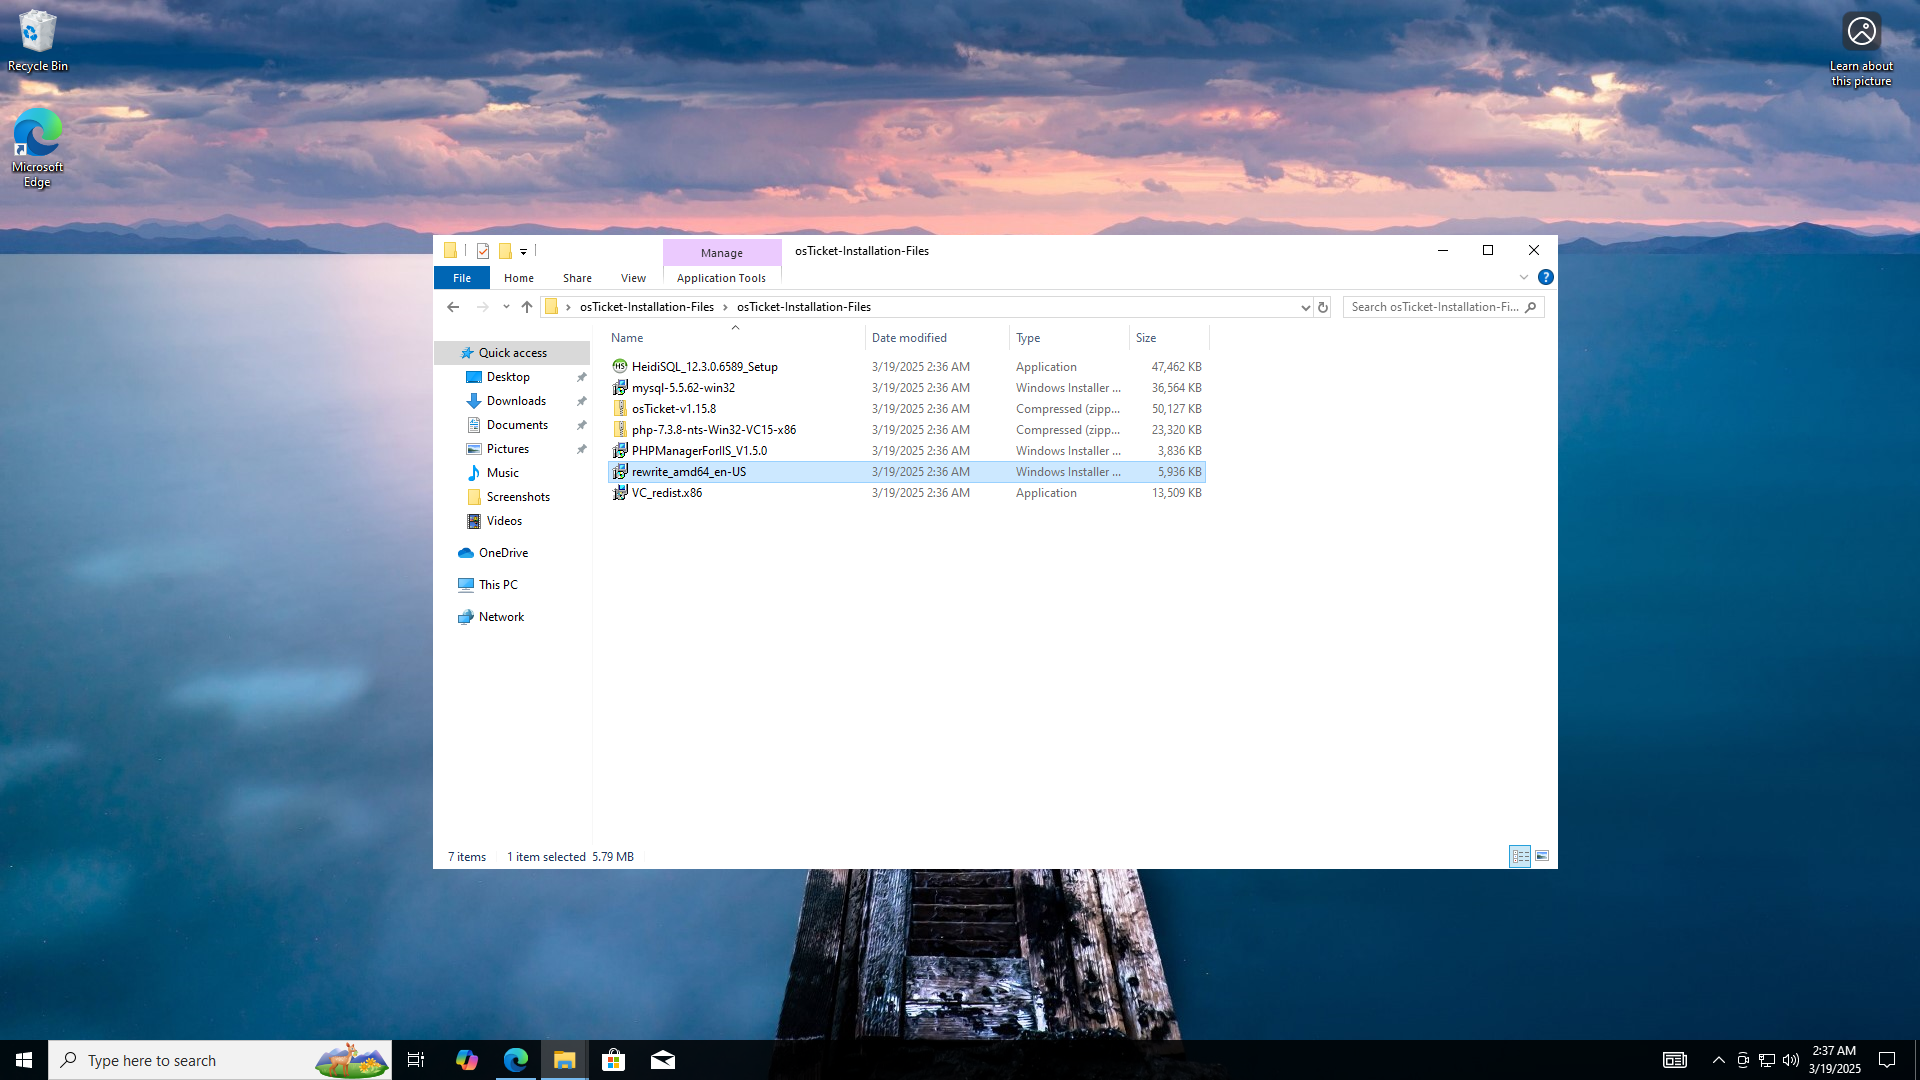 Recycle Bin
Microsoft
Edge
Learn about
this picture
Manage
osTicket-Installation-Files
File
Home
Share
View
Application Tools
osTicket-Installation-Files
osTicket-Installation-Files
Search osTicket-Installation-Fi...
Name
Date modified
Type
Size
Quick access
Desktop
Downloads
Documents
Pictures
Music
Screenshots
Videos
OneDrive
This PC
Network
HeidiSQL_12.3.0.6589_Setup 3/19/2025 2:36 AM Application 47,462 KB
mysql-5.5.62-win32 3/19/2025 2:36 AM Windows Installer ... 36,564 KB
osTicket-v1.15.8 3/19/2025 2:36 AM Compressed (zipp... 50,127 KB
php-7.3.8-nts-Win32-VC15-x86 3/19/2025 2:36 AM Compressed (zipp... 23,320 KB
PHPManagerForIIS_V1.5.0 3/19/2025 2:36 AM Windows Installer ... 3,836 KB
rewrite_amd64_en-US 3/19/2025 2:36 AM Windows Installer ... 5,936 KB
VC_redist.x86 3/19/2025 2:36 AM Application 13,509 KB
7 items 1 item selected 5.79 MB
Type here to search
2:37 AM
3/19/2025